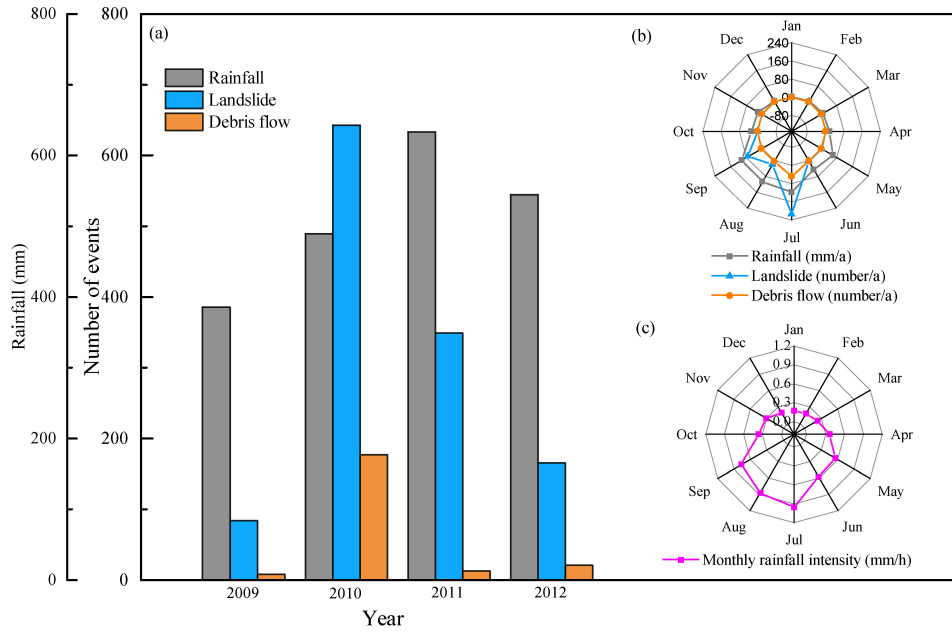 (a)
Rainfall
Landslide
Debris flow
800
600
400
200
0
Rainfall (mm)
800
600
400
200
0
Number of events
2009
2010
2011
2012
Year
(b)
Jan
Feb
Mar
Apr
May
Jun
Jul
Aug
Sep
Oct
Nov
Dec
240
160
80
0
-80
Rainfall (mm/a)
Landslide (number/a)
Debris flow (number/a)
(c)
Jan
Feb
Mar
Apr
May
Jun
Jul
Aug
Sep
Oct
Nov
Dec
1.2
0.9
0.6
0.3
0.0
Monthly rainfall intensity (mm/h)